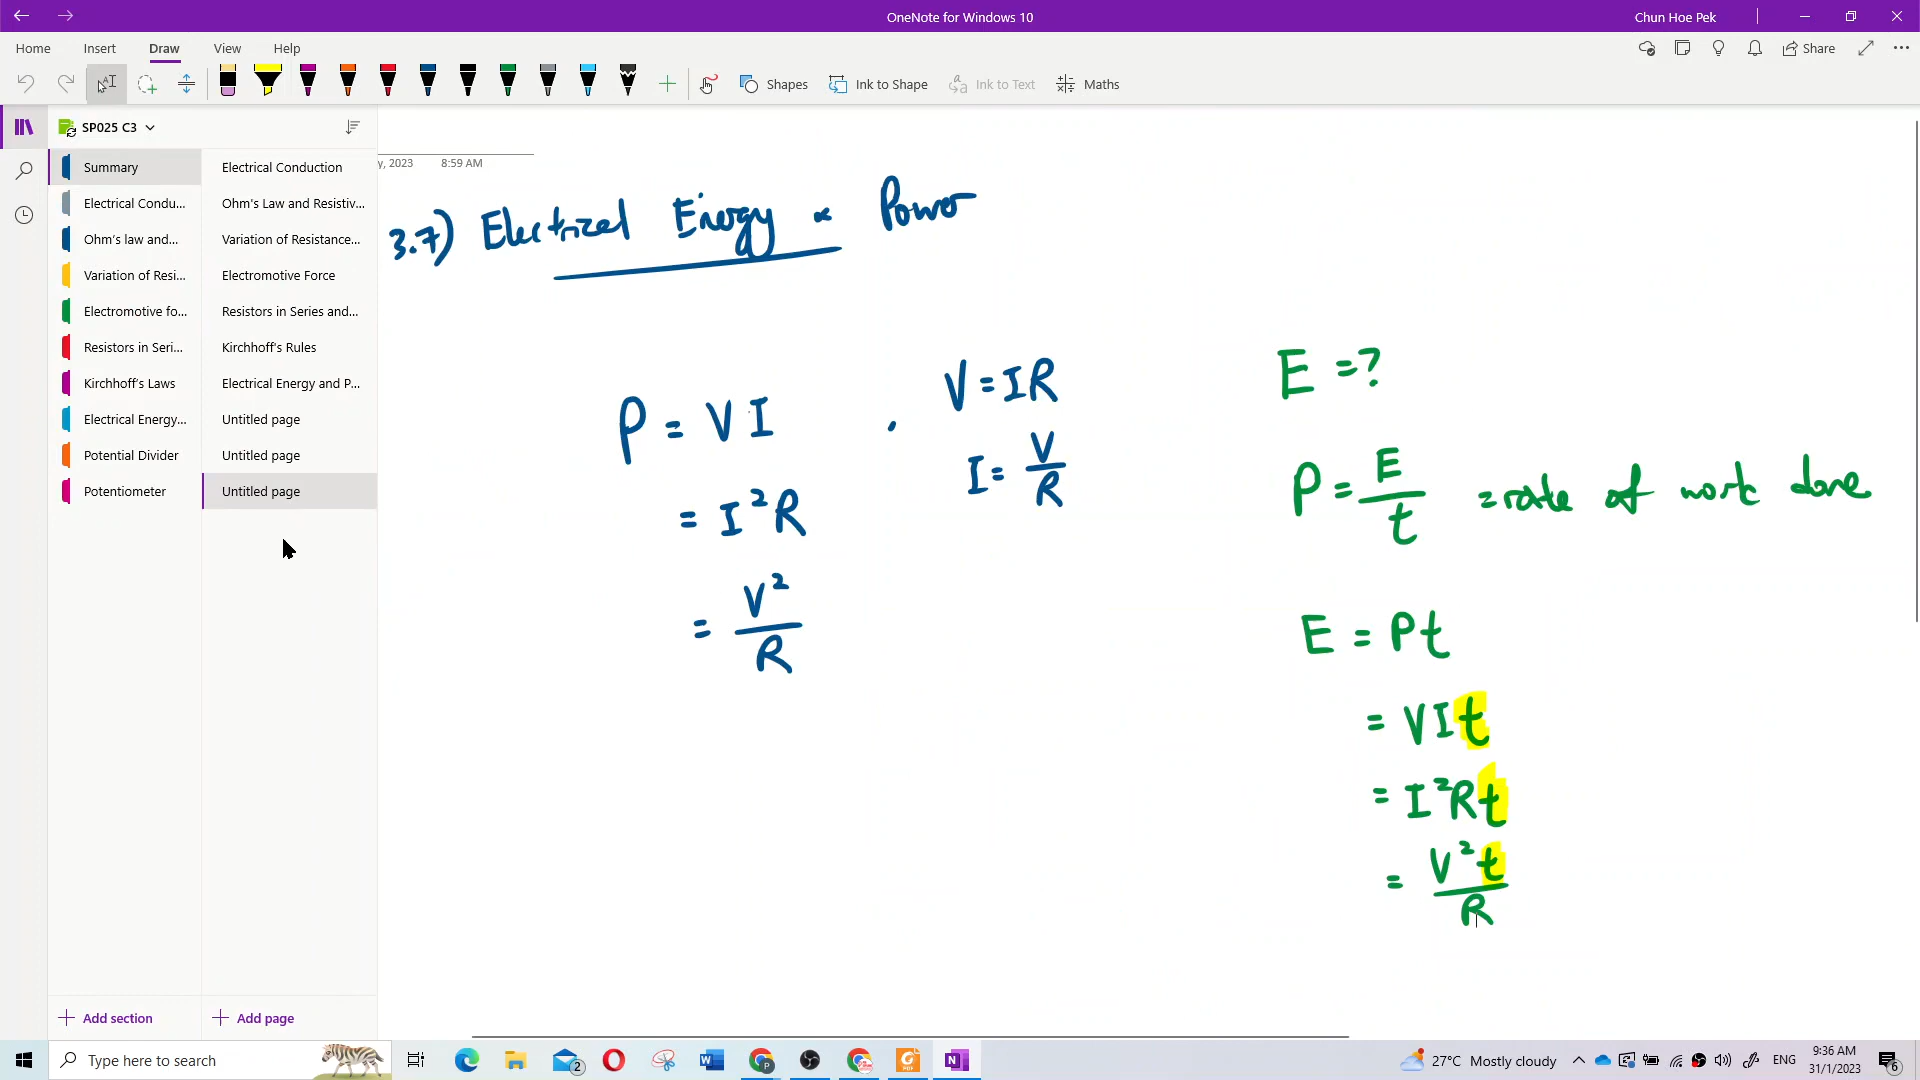 OneNote for Windows 10
Chun Hoe Pek
Home Insert Draw View Help
Share
Shapes Ink to Shape Ink to Text Maths
SP025 C3
Summary
Electrical Condu...
Ohm's law and...
Variation of Resi...
Electromotive fo...
Resistors in Seri...
Kirchhoff's Laws
Electrical Energy...
Potential Divider
Potentiometer
Add section
Electrical Conduction
Ohm's Law and Resistiv...
Variation of Resistance...
Electromotive Force
Resistors in Series and...
Kirchhoff's Rules
Electrical Energy and P...
Untitled page
Untitled page
Untitled page
Add page
y, 2023 8:59 AM
3.7) Electrical Energy & Power
P = VI
= I²R
= V²/R
V = IR
I = V/R
E = ?
P = E/t = rate of work done
E = Pt
= VIt
= I²Rt
= V²t/R
Type here to search
2
27°C Mostly cloudy
ENG
9:36 AM
31/1/2023
6